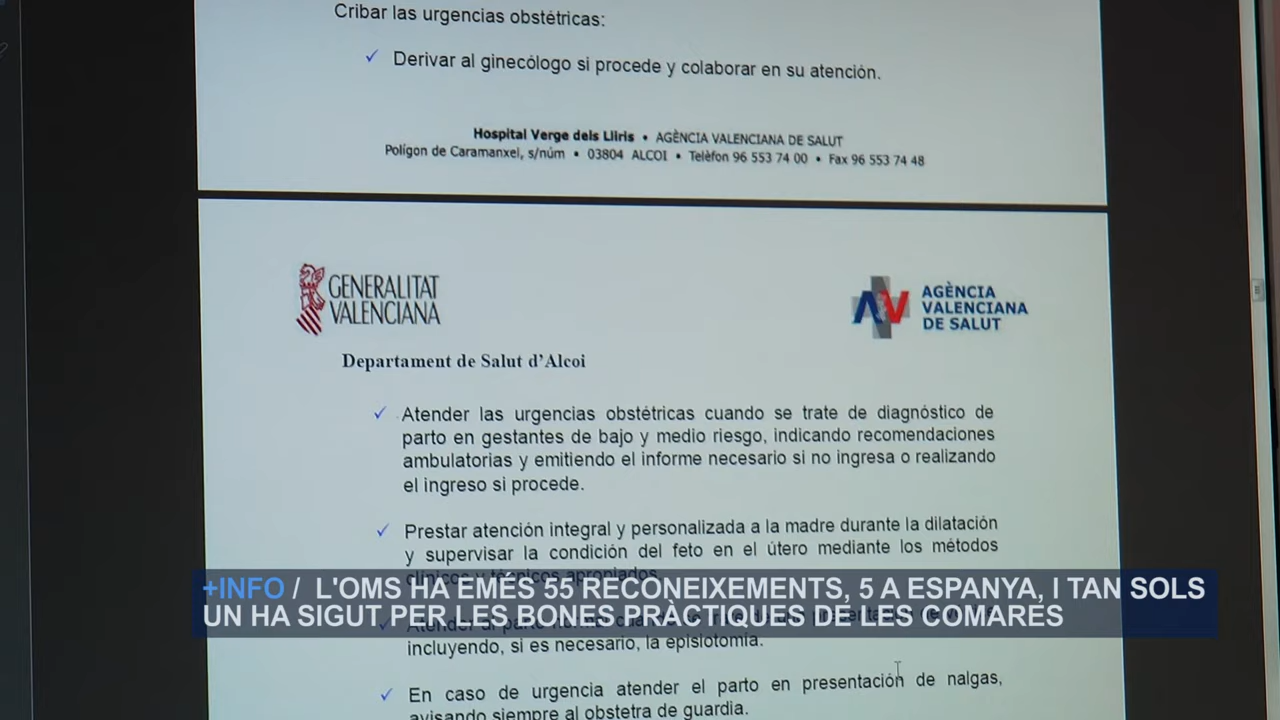 Cribar las urgencias obstétricas:
✓ Derivar al ginecólogo si procede y colaborar en su atención.
Hospital Verge dels Lliris • AGÈNCIA VALENCIANA DE SALUT
Polígon de Caramanxel, s/núm • 03804 ALCOI • Telèfon 96 553 74 00 • Fax 96 553 74 48
GENERALITAT
VALENCIANA
AGÈNCIA
VALENCIANA
DE SALUT
Departament de Salut d'Alcoi
✓ Atender las urgencias obstétricas cuando se trate de diagnóstico de
parto en gestantes de bajo y medio riesgo, indicando recomendaciones
ambulatorias y emitiendo el informe necesario si no ingresa o realizando
el ingreso si procede.
✓ Prestar atención integral y personalizada a la madre durante la dilatación
y supervisar la condición del feto en el útero mediante los métodos
clínicos y técnicos apropiados.
+INFO / L'OMS HA EMÉS 55 RECONEIXEMENTS, 5 A ESPANYA, I TAN SOLS
UN HA SIGUT PER LES BONES PRÀCTIQUES DE LES COMARES
✓ Atender al parto
incluyendo, si es necesario, la episiotomía.
✓ En caso de urgencia atender el parto en presentación de nalgas,
avisando siempre al obstetra de guardia.